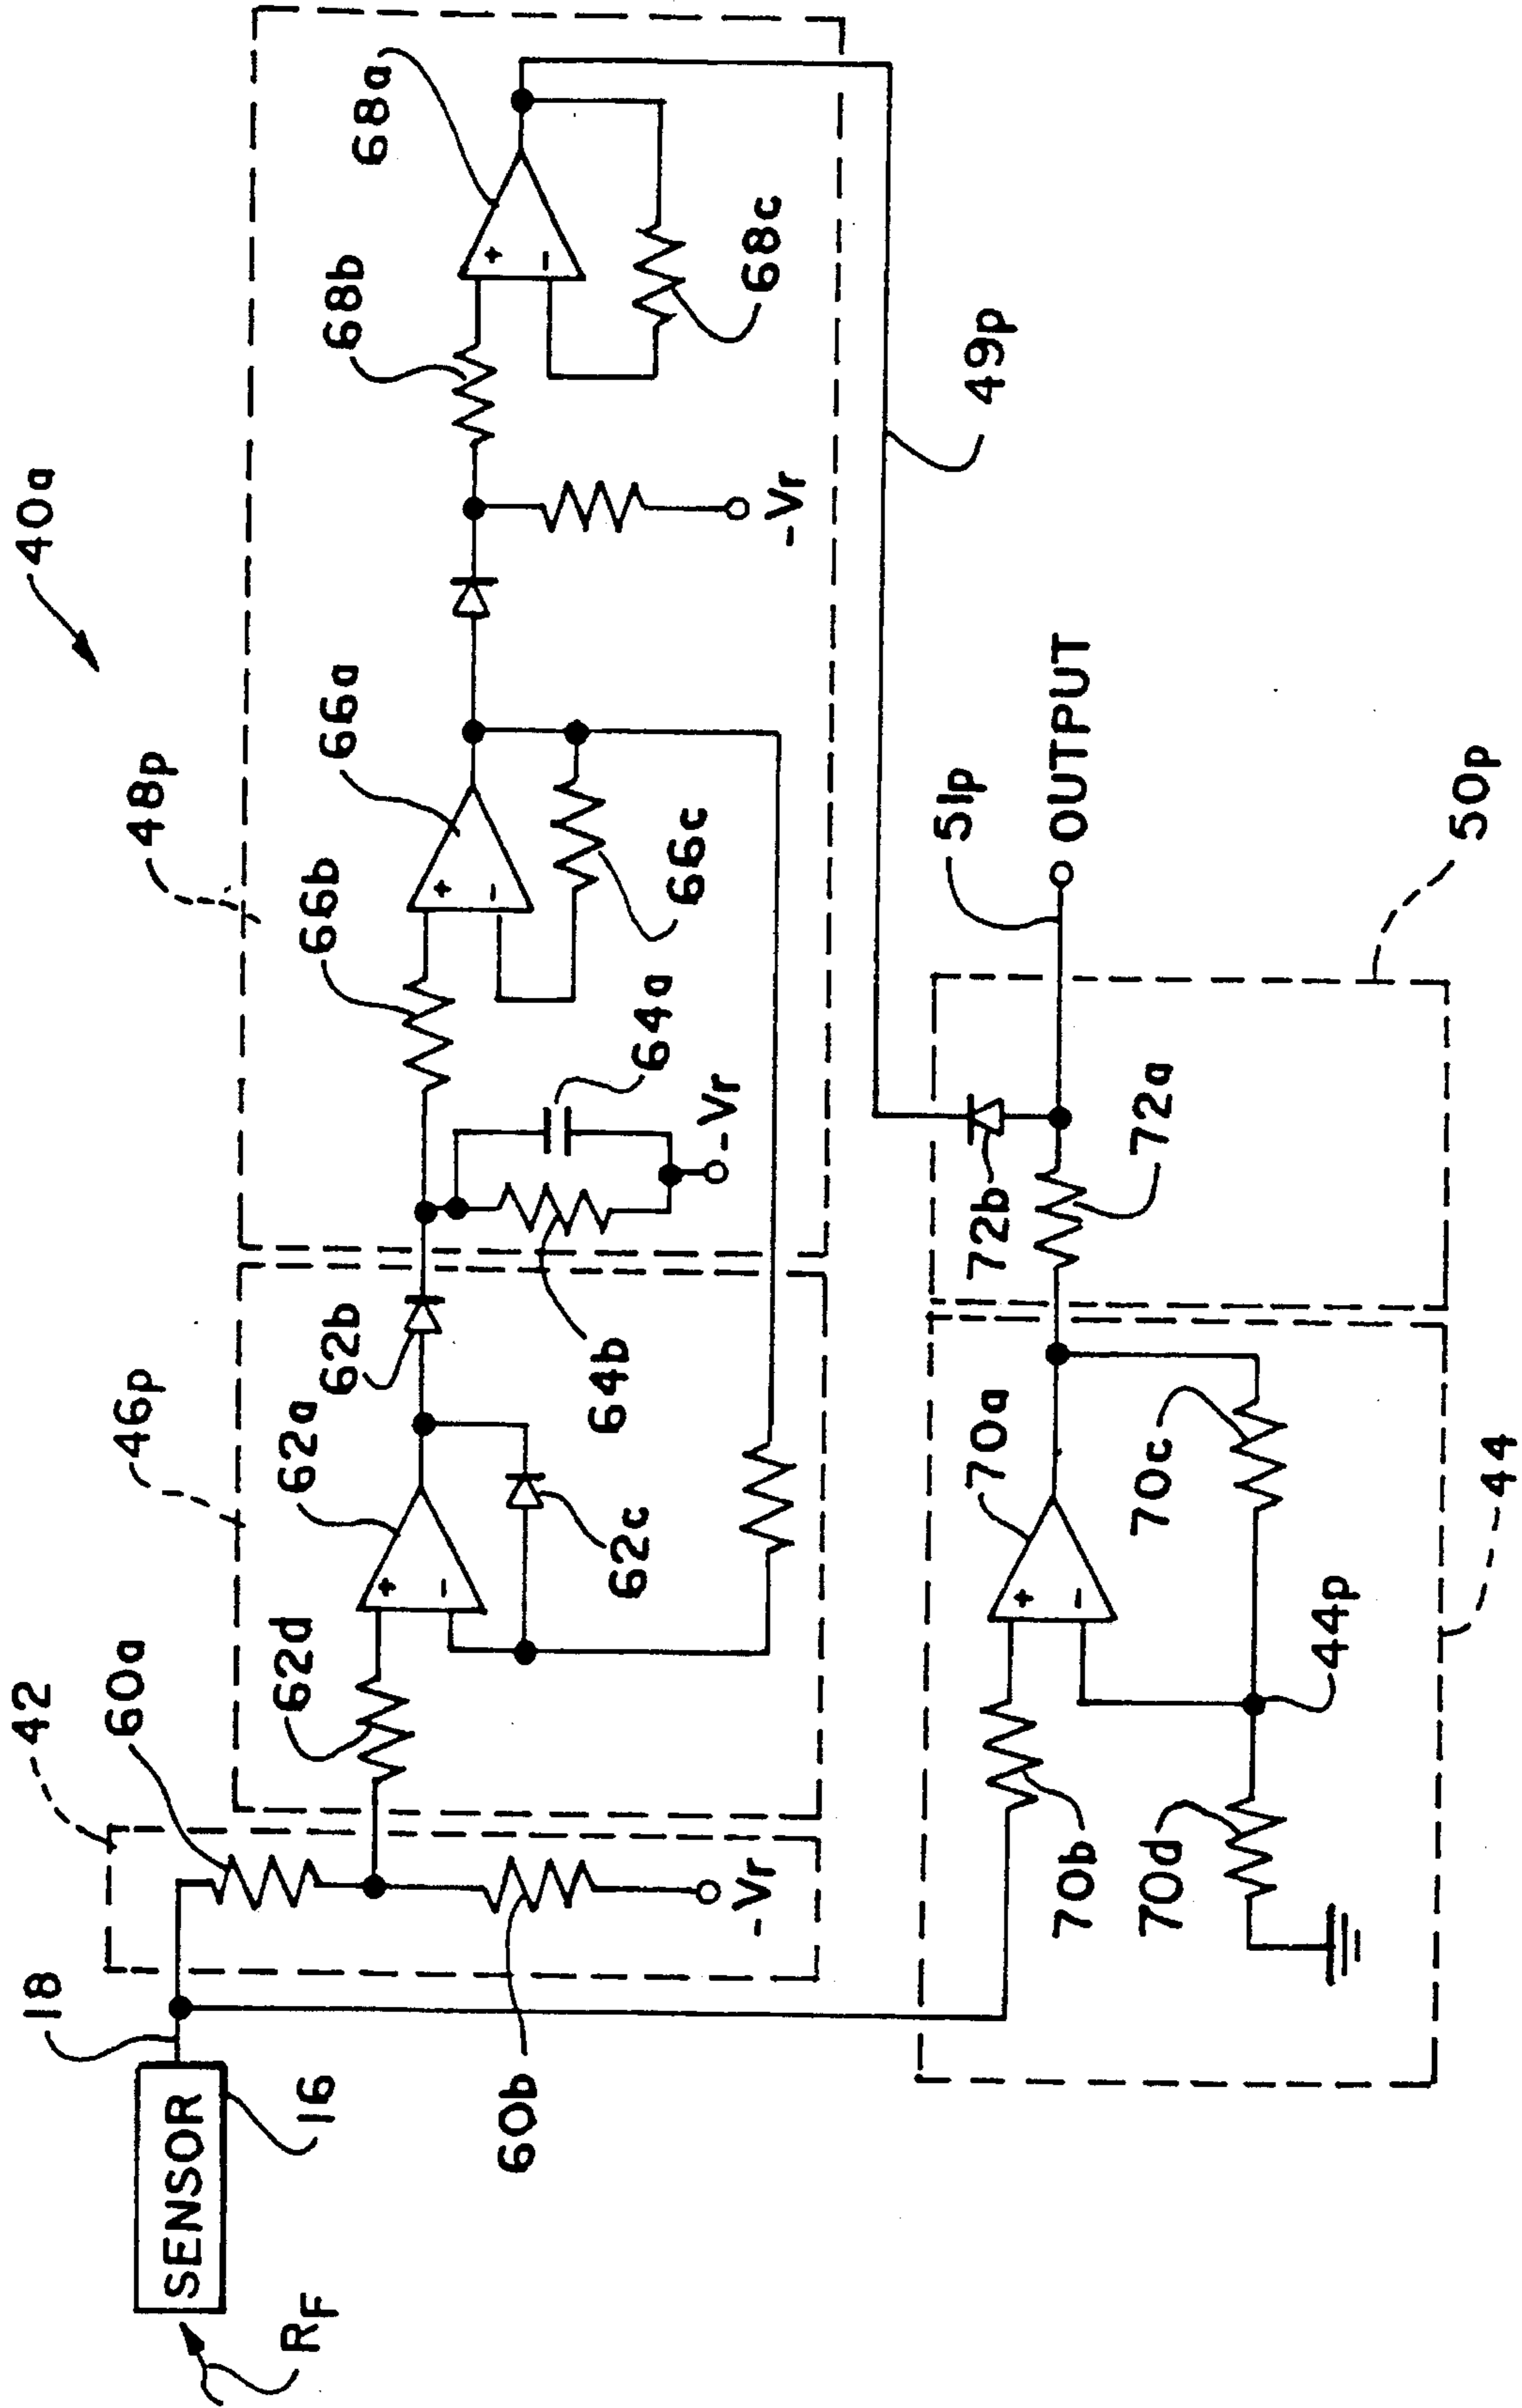 40a
48p
68a
68b
+
-
68c
66a
66b
+
-
66c
-Vr
46p
62a
62b
64a
-Vr
64b
62d
+
-
62c
42
60a
-Vr
60b
18
SENSOR
16
RF
49p
51p
OUTPUT
50p
72b
72a
70a
+
-
70c
70b
44p
70d
44